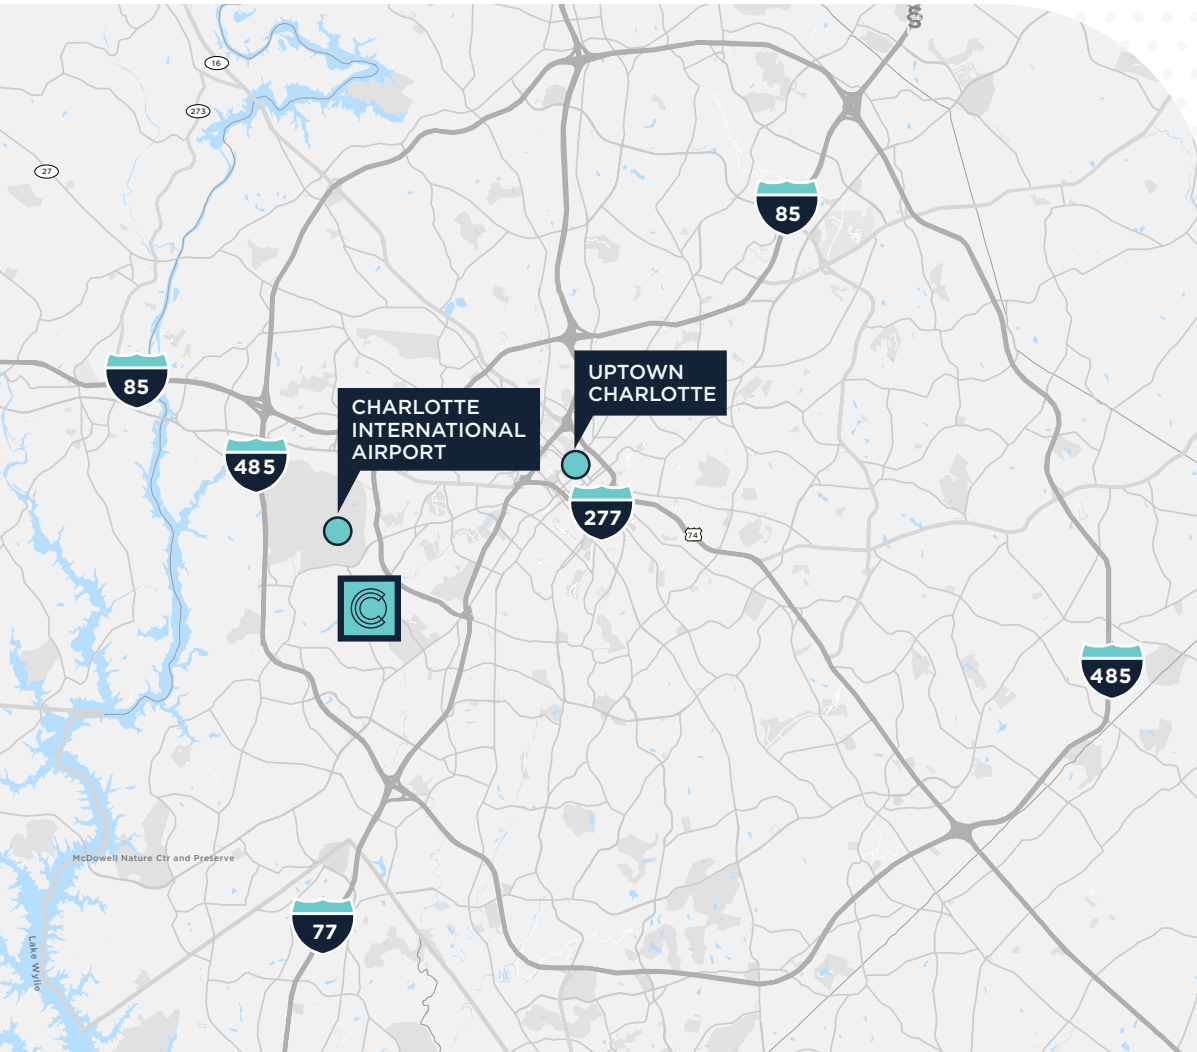 16
273
27
85
85
UPTOWN
CHARLOTTE
CHARLOTTE
INTERNATIONAL
AIRPORT
485
277
74
485
McDowell Nature Ctr and Preserve
77
Lake Wylie